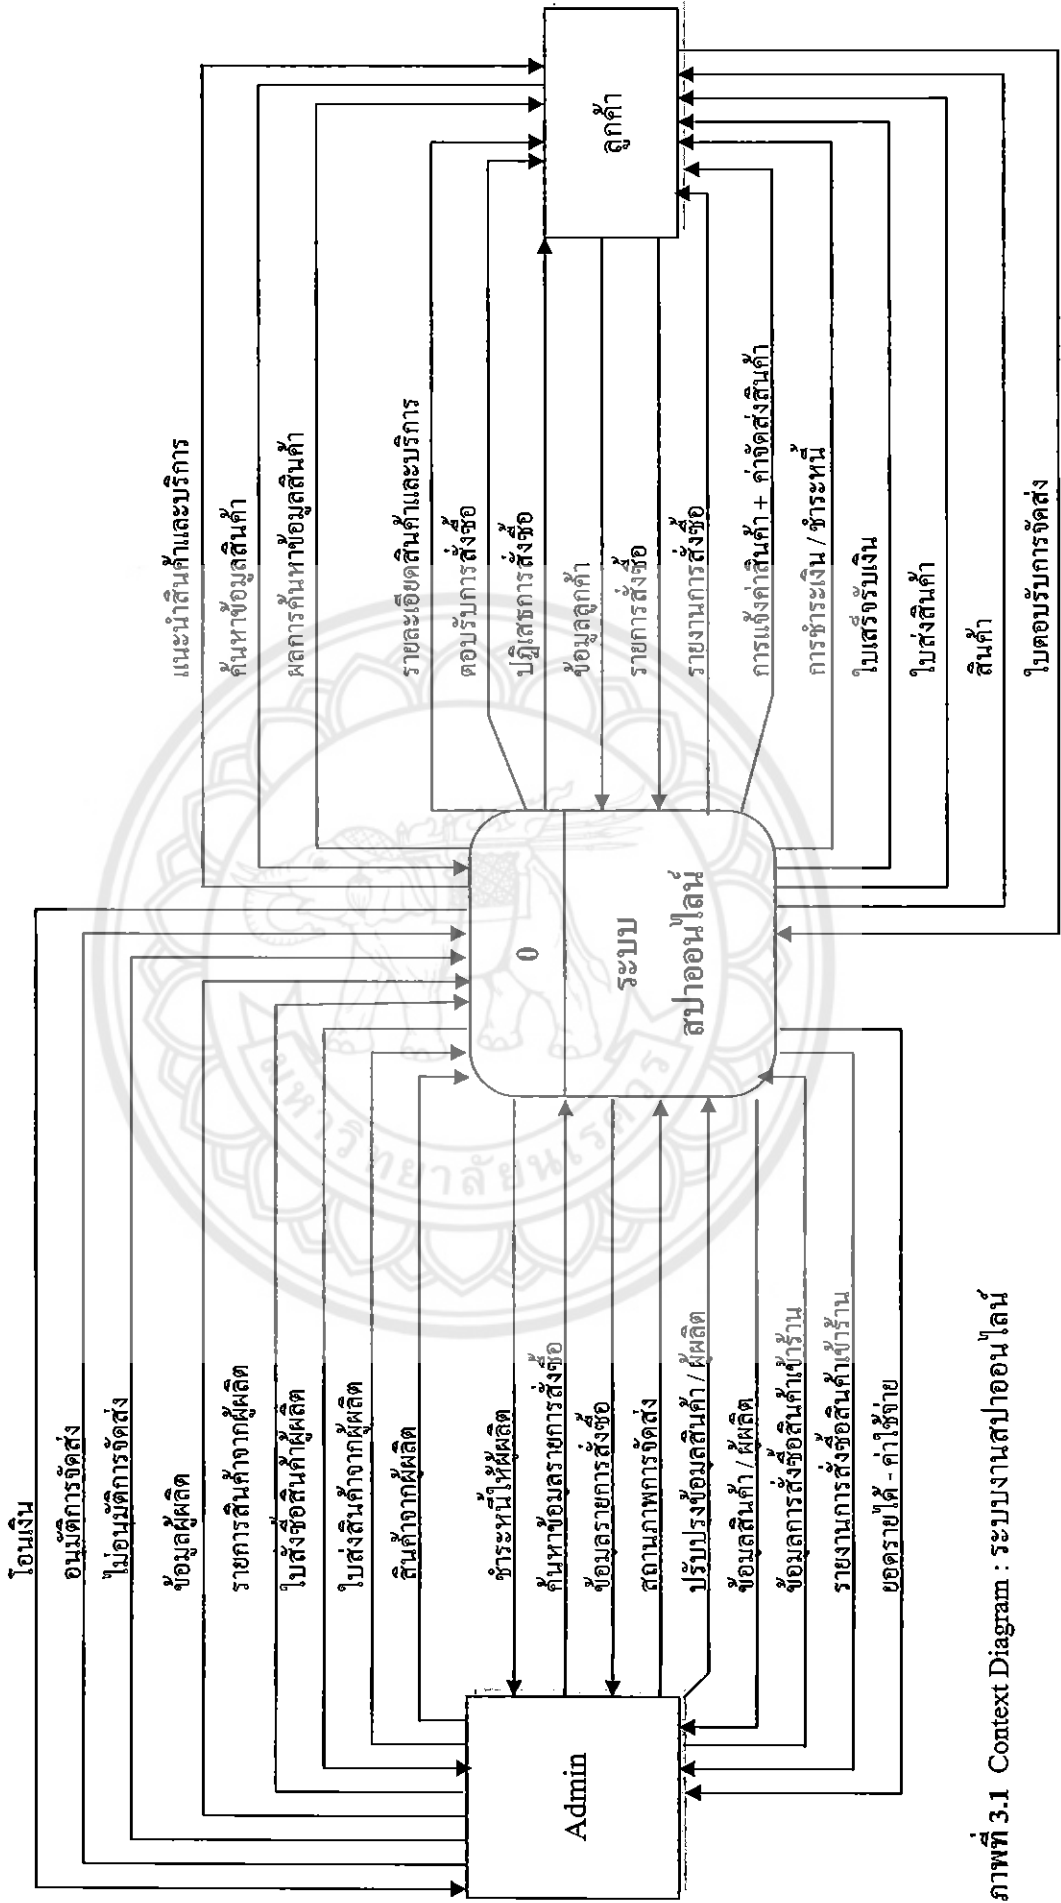 โอนเงิน
อนุมัติการจัดส่ง
ไม่อนุมัติการจัดส่ง
ข้อมูลผู้ผลิต
รายการสินค้าจากผู้ผลิต
ใบสั่งซื้อสินค้าผู้ผลิต
ใบส่งสินค้าจากผู้ผลิต
สินค้าจากผู้ผลิต
Admin
ชำระหนี้ให้ผู้ผลิต
ค้นหาข้อมูลรายการสั่งซื้อ
ข้อมูลรายการสั่งซื้อ
สถานภาพการจัดส่ง
ปรับปรุงข้อมูลสินค้า / ผู้ผลิต
ข้อมูลสินค้า / ผู้ผลิต
ข้อมูลการสั่งซื้อสินค้าเข้าร้าน
รายงานการสั่งซื้อสินค้าเข้าร้าน
ยอดรายได้ - ค่าใช้จ่าย
0
ระบบ
สปาออนไลน์
มหาวิทยาลัยนเรศวร
แนะนำสินค้าและบริการ
ค้นหาข้อมูลสินค้า
ผลการค้นหาข้อมูลสินค้า
รายละเอียดสินค้าและบริการ
ตอบรับการสั่งซื้อ
ปฏิเสธการสั่งซื้อ
ข้อมูลลูกค้า
รายการสั่งซื้อ
รายงานการสั่งซื้อ
การแจ้งค่าสินค้า + ค่าจัดส่งสินค้า
การชำระเงิน / ชำระหนี้
ใบเสร็จรับเงิน
ใบส่งสินค้า
สินค้า
ใบตอบรับการจัดส่ง
ลูกค้า
ภาพที่ 3.1 Context Diagram : ระบบงานสปาออนไลน์